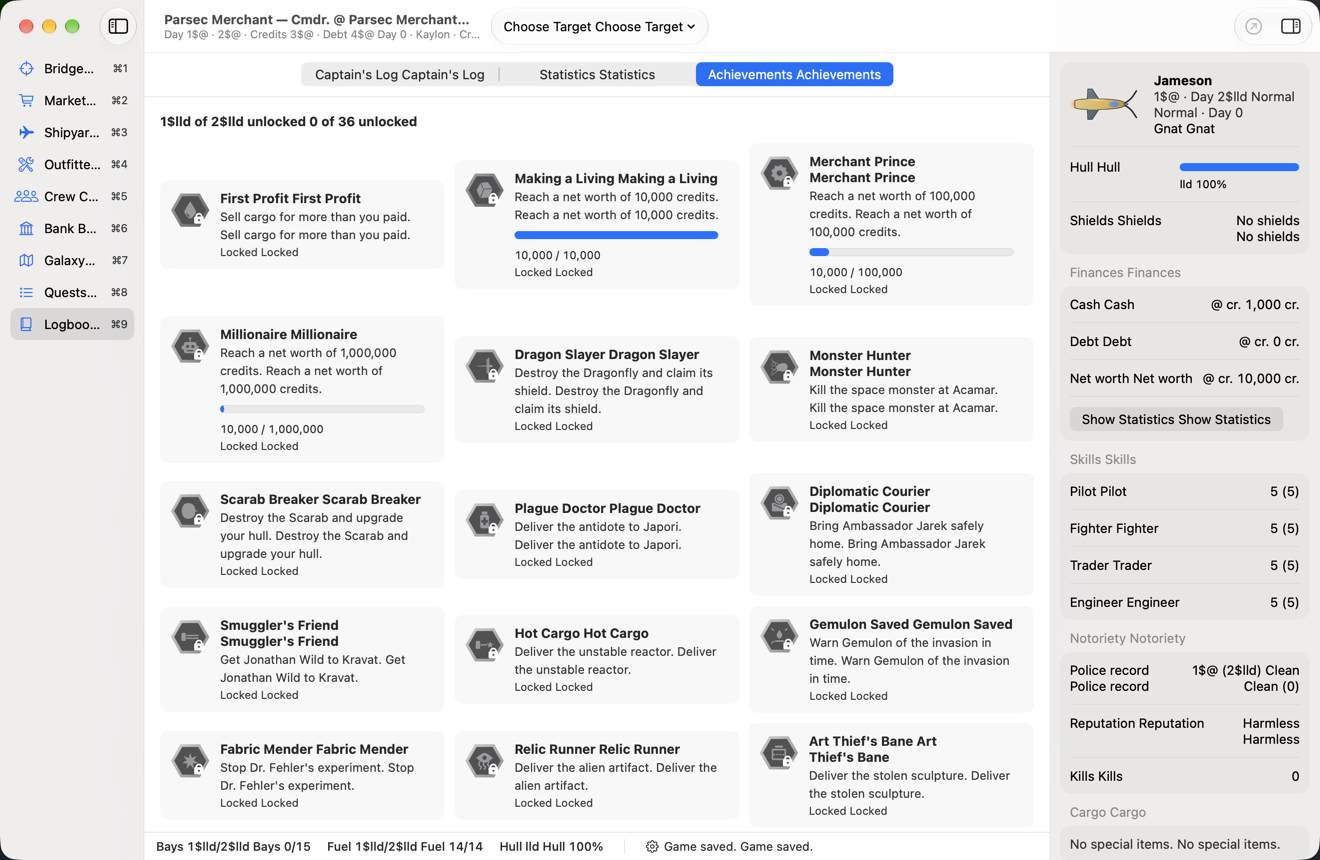 Parsec Merchant — Cmdr. @ Parsec Merchant...
Day 1$@ · 2$@ · Credits 3$@ · Debt 4$@ Day 0 · Kaylon · Cr...
Choose Target Choose Target
Bridge... ⌘1
Market... ⌘2
Shipyar... ⌘3
Outfitte... ⌘4
Crew C... ⌘5
Bank B... ⌘6
Galaxy... ⌘7
Quests... ⌘8
Logboo... ⌘9
Captain's Log Captain's Log
Statistics Statistics
Achievements Achievements
1$lld of 2$lld unlocked 0 of 36 unlocked
First Profit First Profit
Sell cargo for more than you paid.
Sell cargo for more than you paid.
Locked Locked
Making a Living Making a Living
Reach a net worth of 10,000 credits.
Reach a net worth of 10,000 credits.
10,000 / 10,000
Locked Locked
Merchant Prince
Merchant Prince
Reach a net worth of 100,000
credits. Reach a net worth of
100,000 credits.
10,000 / 100,000
Locked Locked
Millionaire Millionaire
Reach a net worth of 1,000,000
credits. Reach a net worth of
1,000,000 credits.
10,000 / 1,000,000
Locked Locked
Dragon Slayer Dragon Slayer
Destroy the Dragonfly and claim its
shield. Destroy the Dragonfly and
claim its shield.
Locked Locked
Monster Hunter
Monster Hunter
Kill the space monster at Acamar.
Kill the space monster at Acamar.
Locked Locked
Scarab Breaker Scarab Breaker
Destroy the Scarab and upgrade
your hull. Destroy the Scarab and
upgrade your hull.
Locked Locked
Plague Doctor Plague Doctor
Deliver the antidote to Japori.
Deliver the antidote to Japori.
Locked Locked
Diplomatic Courier
Diplomatic Courier
Bring Ambassador Jarek safely
home. Bring Ambassador Jarek
safely home.
Locked Locked
Smuggler's Friend
Smuggler's Friend
Get Jonathan Wild to Kravat. Get
Jonathan Wild to Kravat.
Locked Locked
Hot Cargo Hot Cargo
Deliver the unstable reactor. Deliver
the unstable reactor.
Locked Locked
Gemulon Saved Gemulon Saved
Warn Gemulon of the invasion in
time. Warn Gemulon of the invasion
in time.
Locked Locked
Fabric Mender Fabric Mender
Stop Dr. Fehler's experiment. Stop
Dr. Fehler's experiment.
Locked Locked
Relic Runner Relic Runner
Deliver the alien artifact. Deliver the
alien artifact.
Locked Locked
Art Thief's Bane Art
Thief's Bane
Deliver the stolen sculpture. Deliver
the stolen sculpture.
Locked Locked
Bays 1$lld/2$lld Bays 0/15
Fuel 1$lld/2$lld Fuel 14/14
Hull lld Hull 100%
Game saved. Game saved.
Jameson
1$@ · Day 2$lld Normal
Normal · Day 0
Gnat Gnat
Hull Hull
lld 100%
Shields Shields
No shields
No shields
Finances Finances
Cash Cash @ cr. 1,000 cr.
Debt Debt @ cr. 0 cr.
Net worth Net worth @ cr. 10,000 cr.
Show Statistics Show Statistics
Skills Skills
Pilot Pilot 5 (5)
Fighter Fighter 5 (5)
Trader Trader 5 (5)
Engineer Engineer 5 (5)
Notoriety Notoriety
Police record 1$@ (2$lld) Clean
Police record Clean (0)
Reputation Reputation Harmless
Harmless
Kills Kills 0
Cargo Cargo
No special items. No special items.